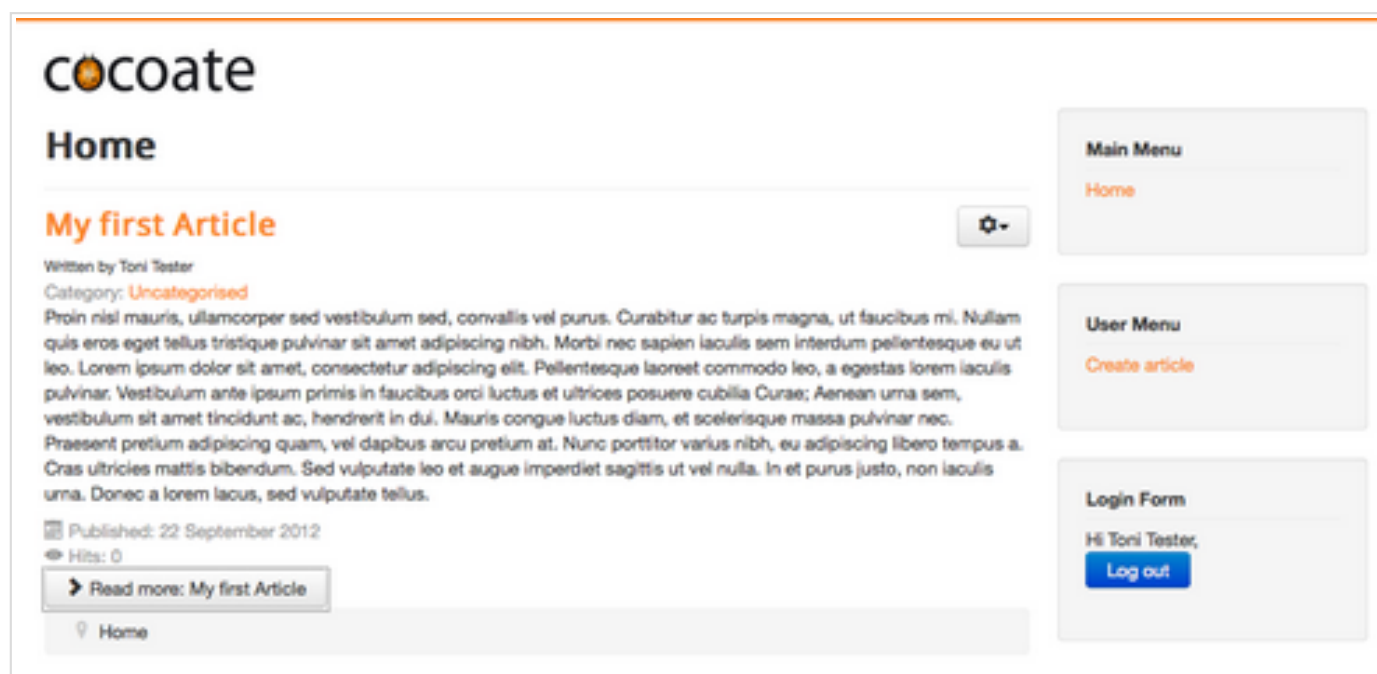 cocoate
Home
My first Article
Written by Toni Tester
Category: Uncategorised
Proin nisl mauris, ullamcorper sed vestibulum sed, convallis vel purus. Curabitur ac turpis magna, ut faucibus mi. Nullam
quis eros eget tellus tristique pulvinar sit amet adipiscing nibh. Morbi nec sapien iaculis sem interdum pellentesque eu ut
leo. Lorem ipsum dolor sit amet, consectetur adipiscing elit. Pellentesque laoreet commodo leo, a egestas lorem iaculis
pulvinar. Vestibulum ante ipsum primis in faucibus orci luctus et ultrices posuere cubilia Curae; Aenean urna sem,
vestibulum sit amet tincidunt ac, hendrerit in dui. Mauris congue luctus diam, et scelerisque massa pulvinar nec.
Praesent pretium adipiscing quam, vel dapibus arcu pretium at. Nunc porttitor varius nibh, eu adipiscing libero tempus a.
Cras ultricies mattis bibendum. Sed vulputate leo et augue imperdiet sagittis ut vel nulla. In et purus justo, non iaculis
urna. Donec a lorem lacus, sed vulputate tellus.
Published: 22 September 2012
Hits: 0
Read more: My first Article
Home
Main Menu
Home
User Menu
Create article
Login Form
Hi Toni Tester,
Log out